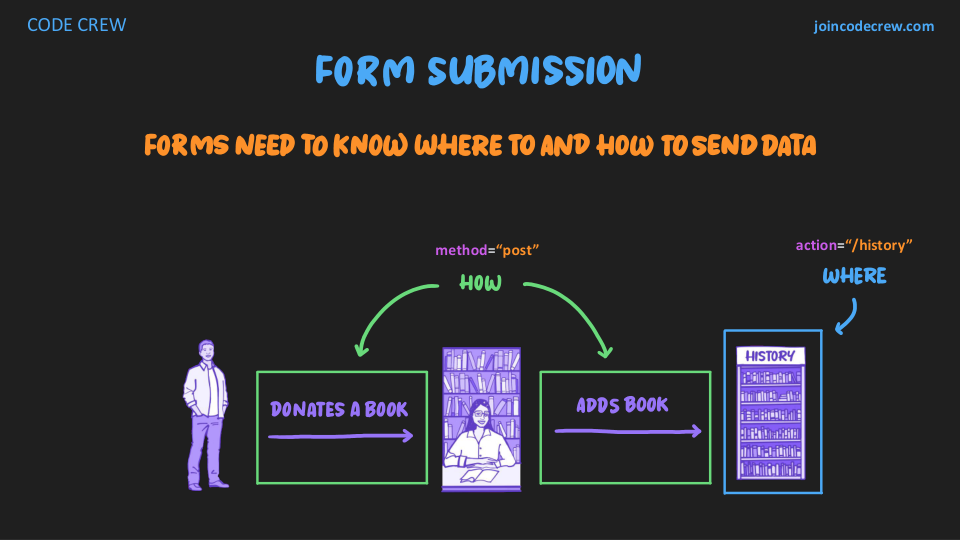 CODE CREW
joincodecrew.com
FORM SUBMISSION
FORMS NEED TO KNOW WHERE TO AND HOW TO SEND DATA
method=“post”
action=“/history”
HOW
WHERE
HISTORY
DONATES A BOOK
ADDS BOOK